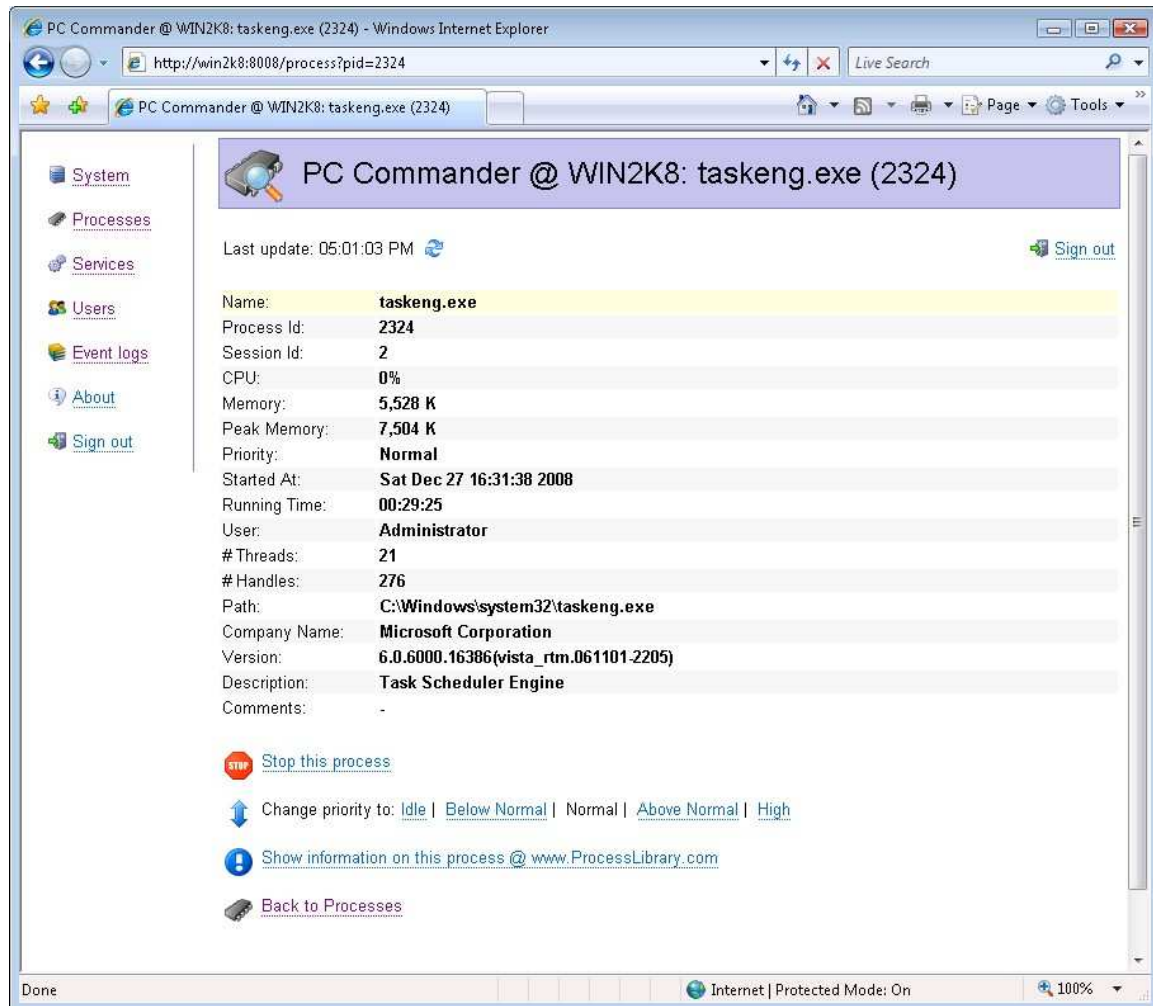 PC Commander @ WIN2K8: taskeng.exe (2324) - Windows Internet Explorer
http://win2k8:8008/process?pid=2324
Live Search
PC Commander @ WIN2K8: taskeng.exe (2324)
Page
Tools
System
Processes
Services
Users
Event logs
About
Sign out
PC Commander @ WIN2K8: taskeng.exe (2324)
Last update: 05:01:03 PM
Sign out
Name: taskeng.exe
Process Id: 2324
Session Id: 2
CPU: 0%
Memory: 5,528 K
Peak Memory: 7,504 K
Priority: Normal
Started At: Sat Dec 27 16:31:38 2008
Running Time: 00:29:25
User: Administrator
# Threads: 21
# Handles: 276
Path: C:\Windows\system32\taskeng.exe
Company Name: Microsoft Corporation
Version: 6.0.6000.16386(vista_rtm.061101-2205)
Description: Task Scheduler Engine
Comments: -
STOP Stop this process
Change priority to: Idle | Below Normal | Normal | Above Normal | High
Show information on this process @ www.ProcessLibrary.com
Back to Processes
Done
Internet | Protected Mode: On
100%